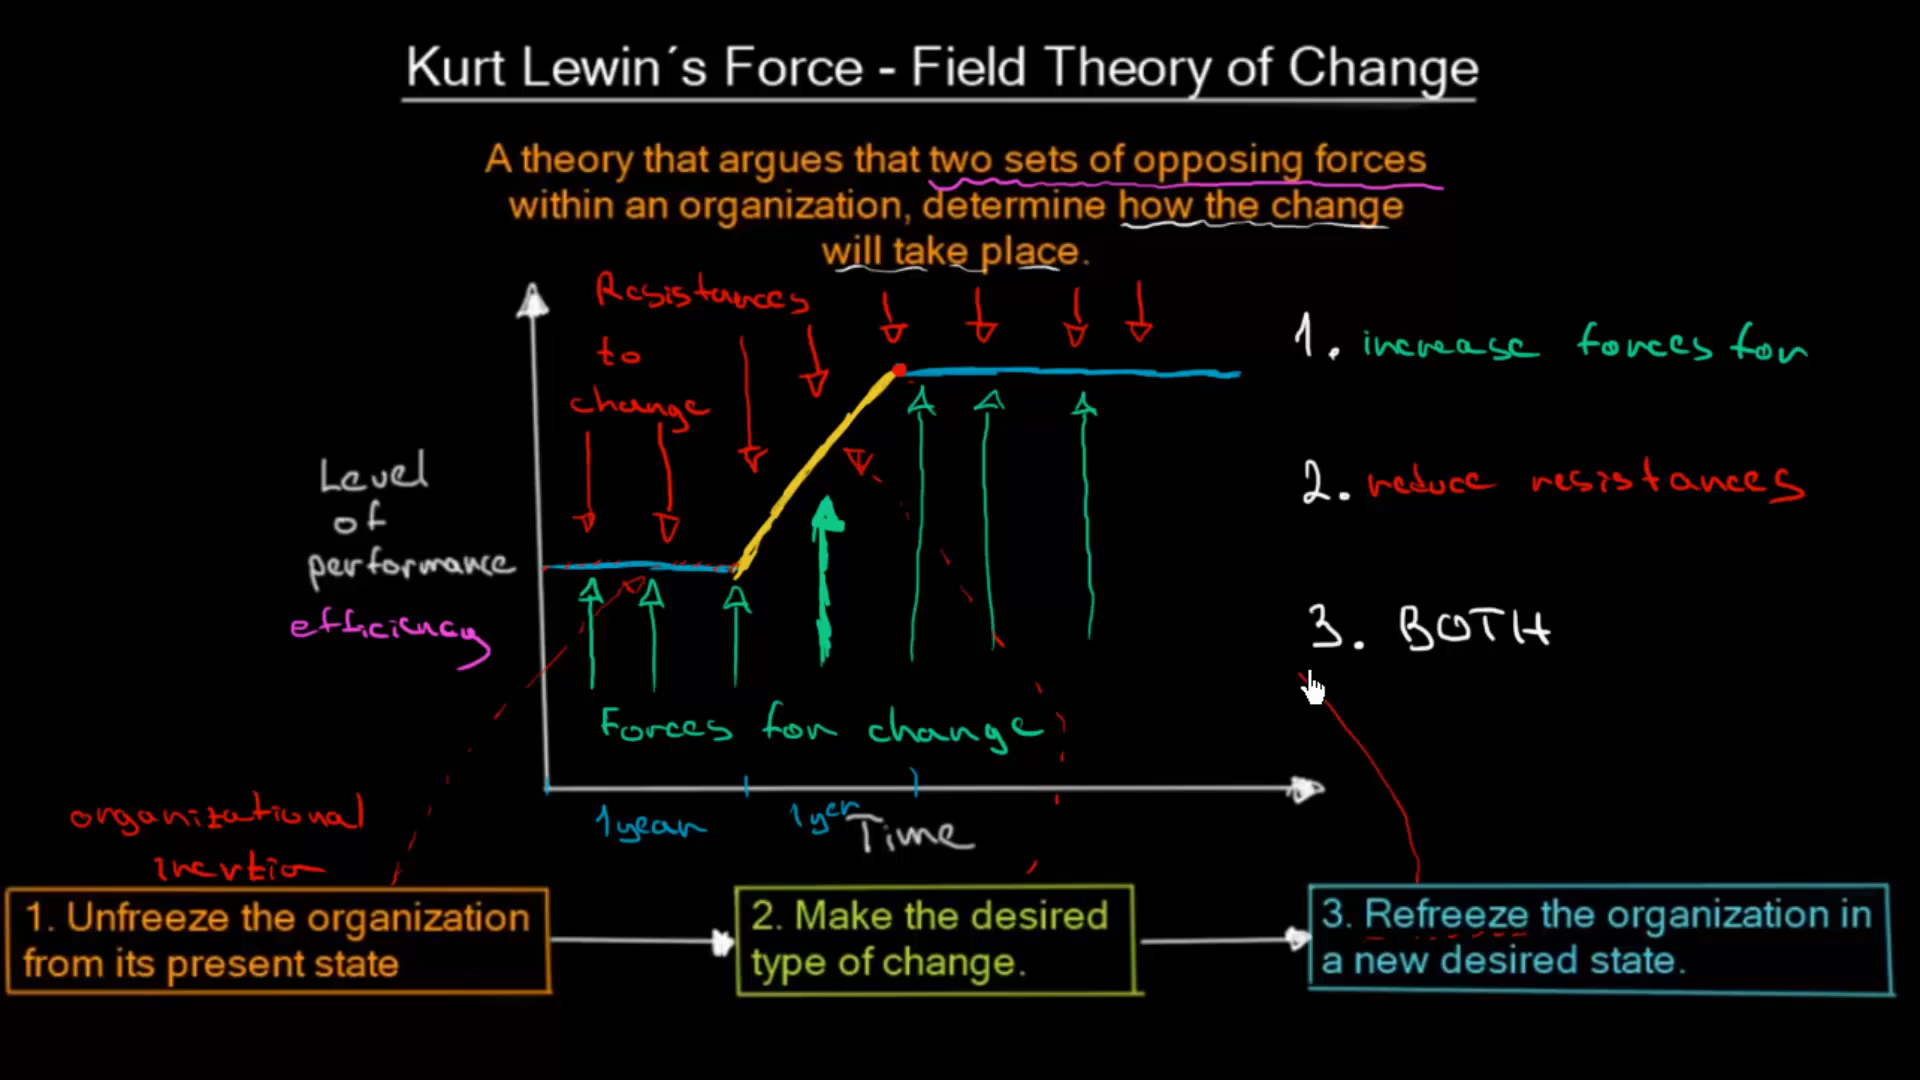 Kurt Lewin´s Force - Field Theory of Change
A theory that argues that two sets of opposing forces
within an organization, determine how the change
will take place.
Resistances
to
change
Level
of
performance
efficiency
Forces for change
1 year
1 yer
Time
1. increase forces for
2. reduce resistances
3. BOTH
organizational
inertion
1. Unfreeze the organization
from its present state
2. Make the desired
type of change.
3. Refreeze the organization in
a new desired state.